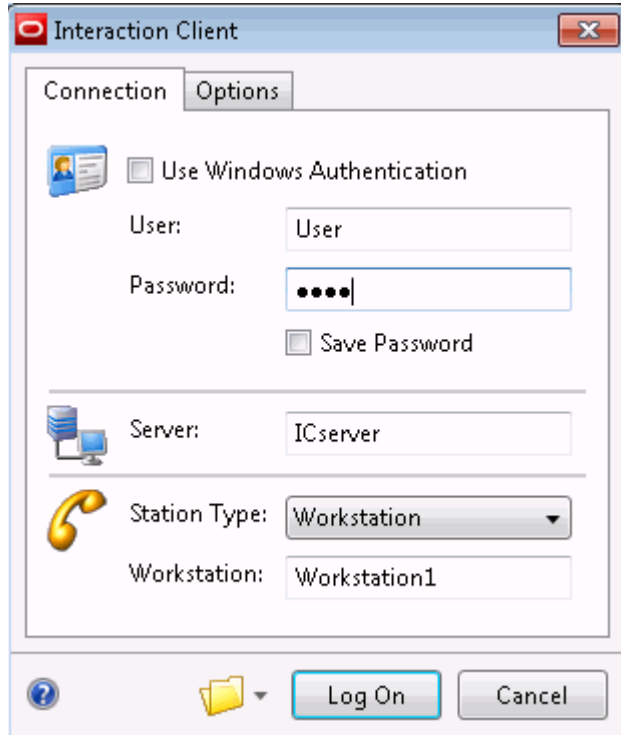 Interaction Client
Connection Options
Use Windows Authentication
User: User
Password: ••••
Save Password
Server: ICserver
Station Type: Workstation
Workstation: Workstation1
? Log On Cancel